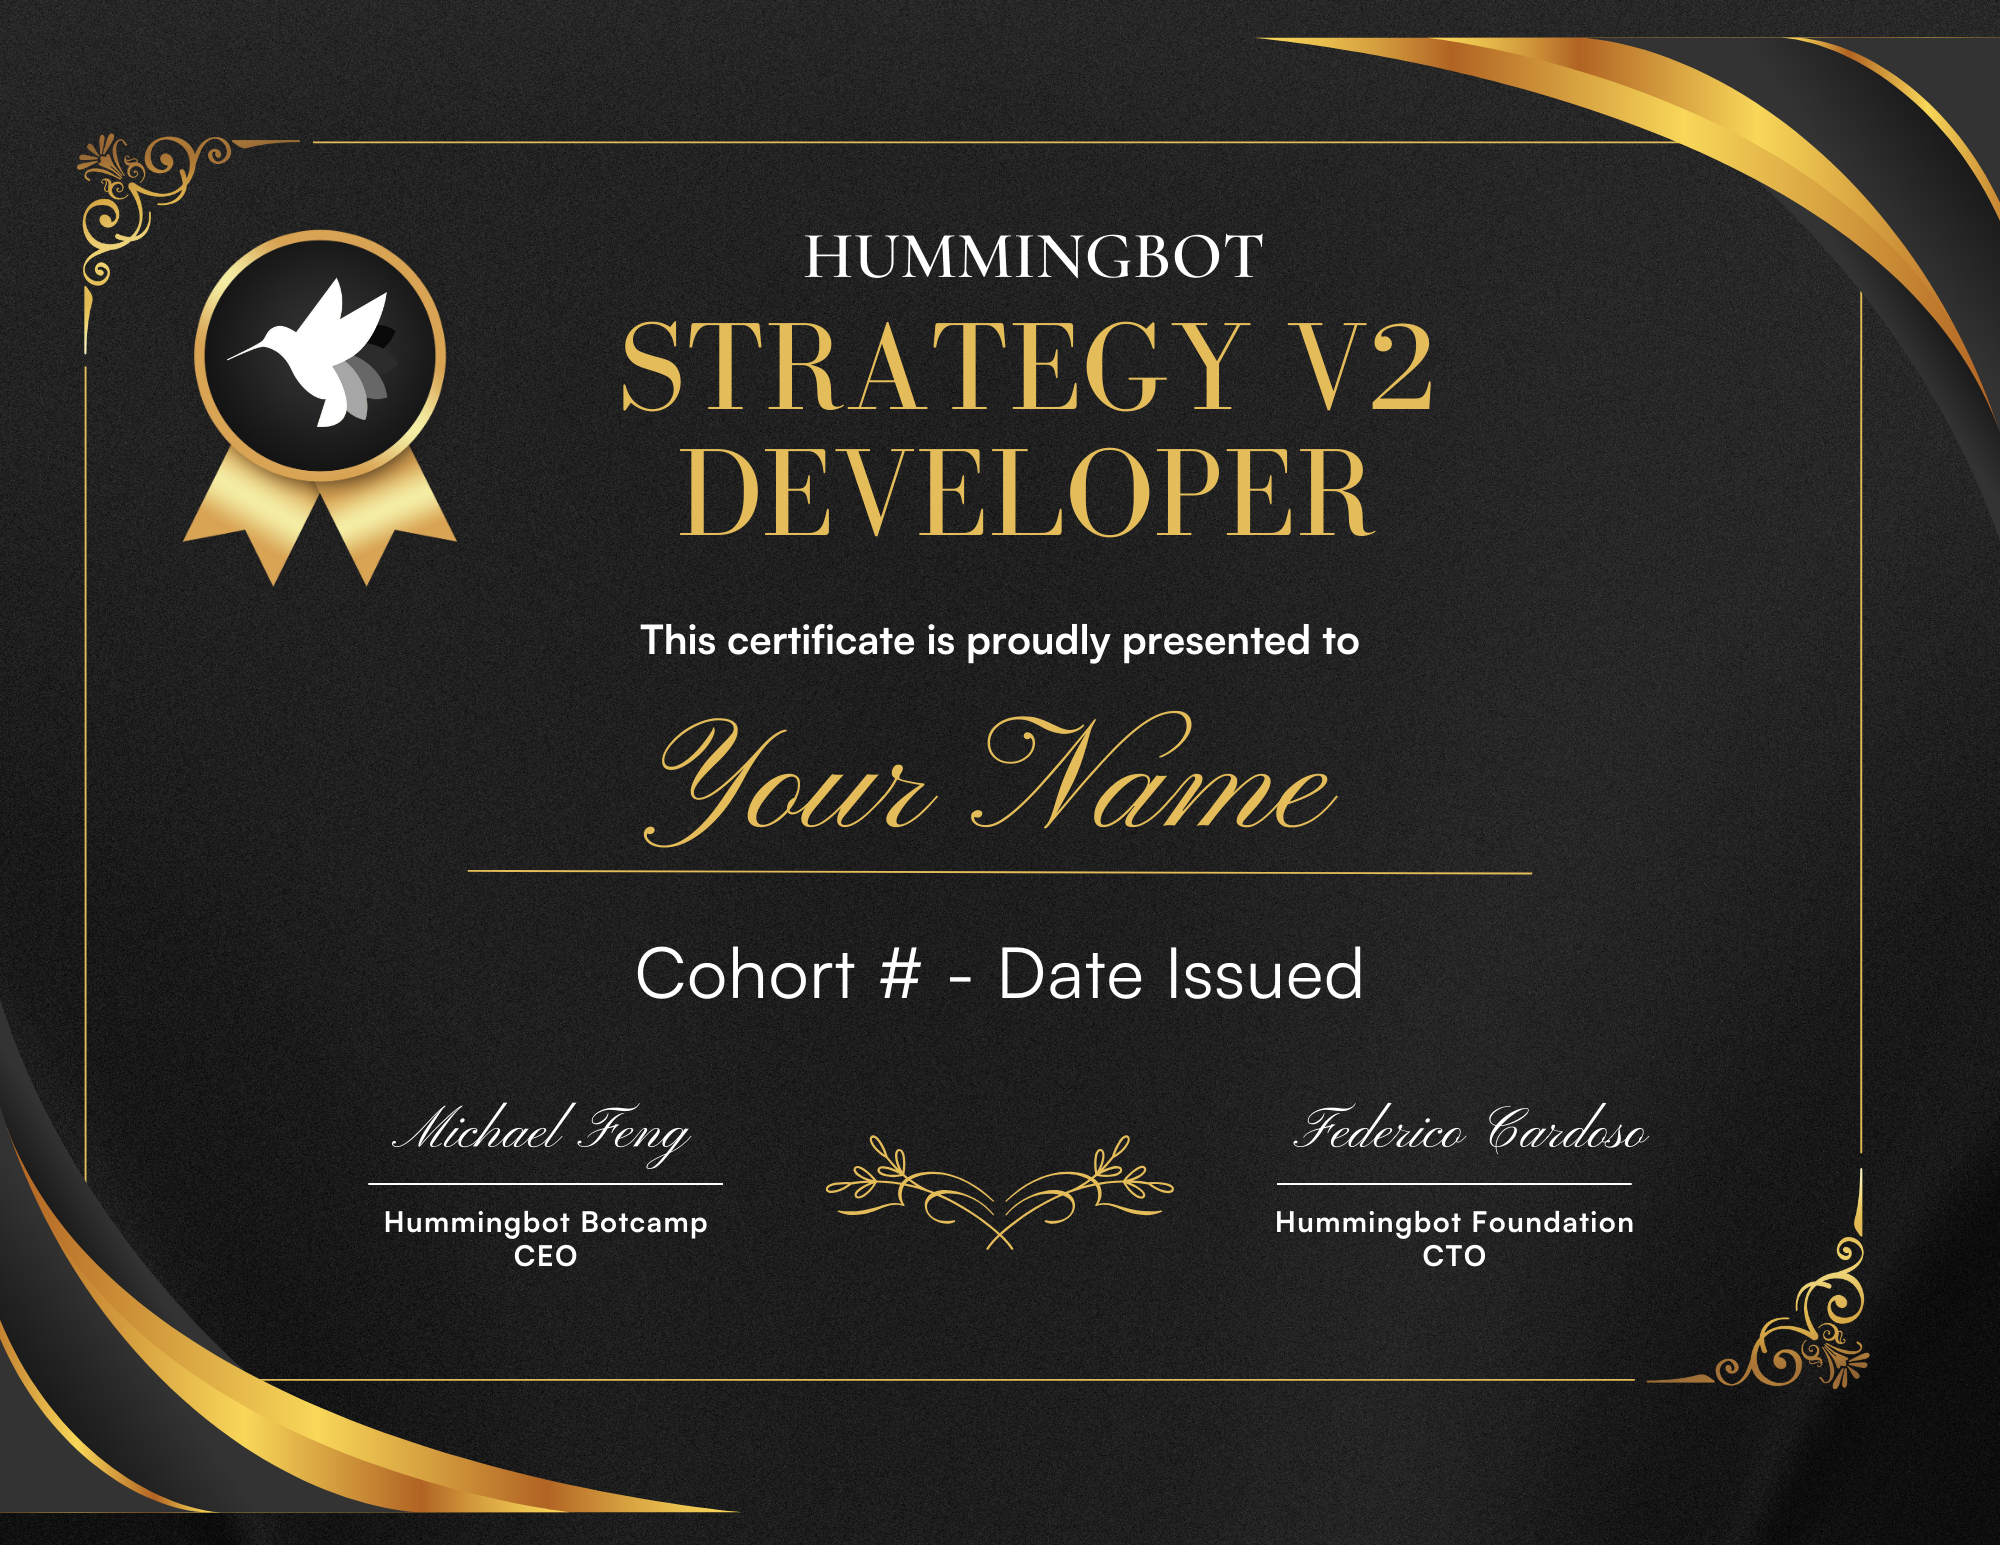 HUMMINGBOT
STRATEGY V2
DEVELOPER
This certificate is proudly presented to
Your Name
Cohort # - Date Issued
Michael Feng
Hummingbot Botcamp
CEO
Federico Cardoso
Hummingbot Foundation
CTO